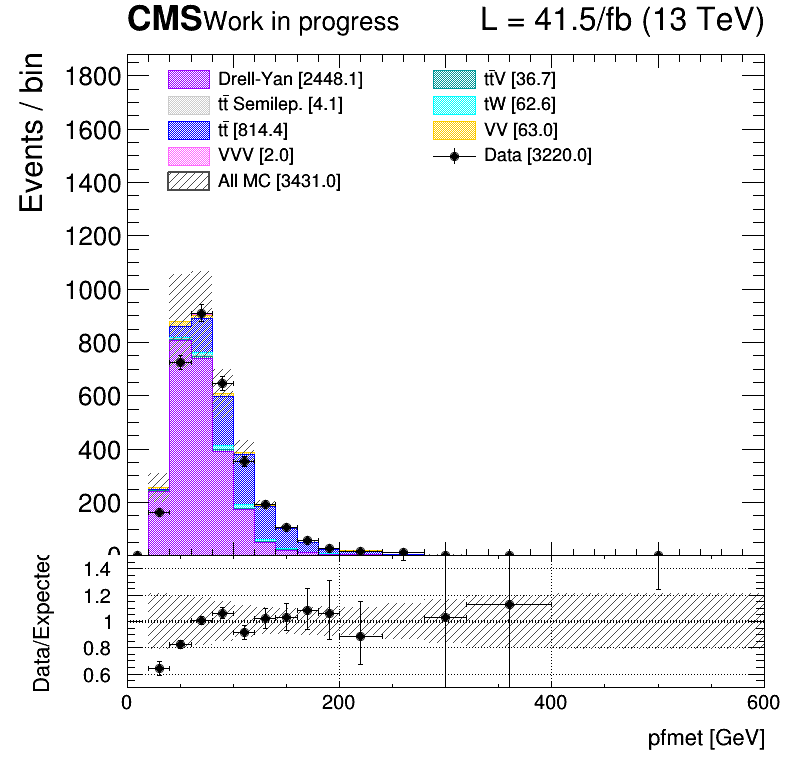 CMS Work in progress L = 41.5/fb (13 TeV)
Events / bin
1800
1600
1400
1200
1000
800
600
400
200
0
Drell-Yan [2448.1]
tt̄ Semilep. [4.1]
tt̄ [814.4]
VVV [2.0]
All MC [3431.0]
tt̄V [36.7]
tW [62.6]
VV [63.0]
Data [3220.0]
Data/Expected
1.4
1.2
1
0.8
0.6
0 200 400 600
pfmet [GeV]